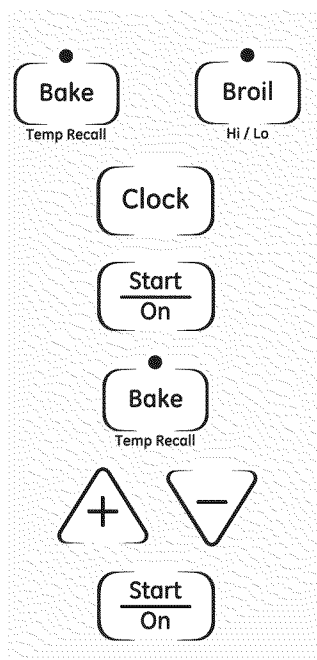 Bake Broil
Temp Recall Hi / Lo
Clock
Start
On
Bake
Temp Recall
+ −
Start
On